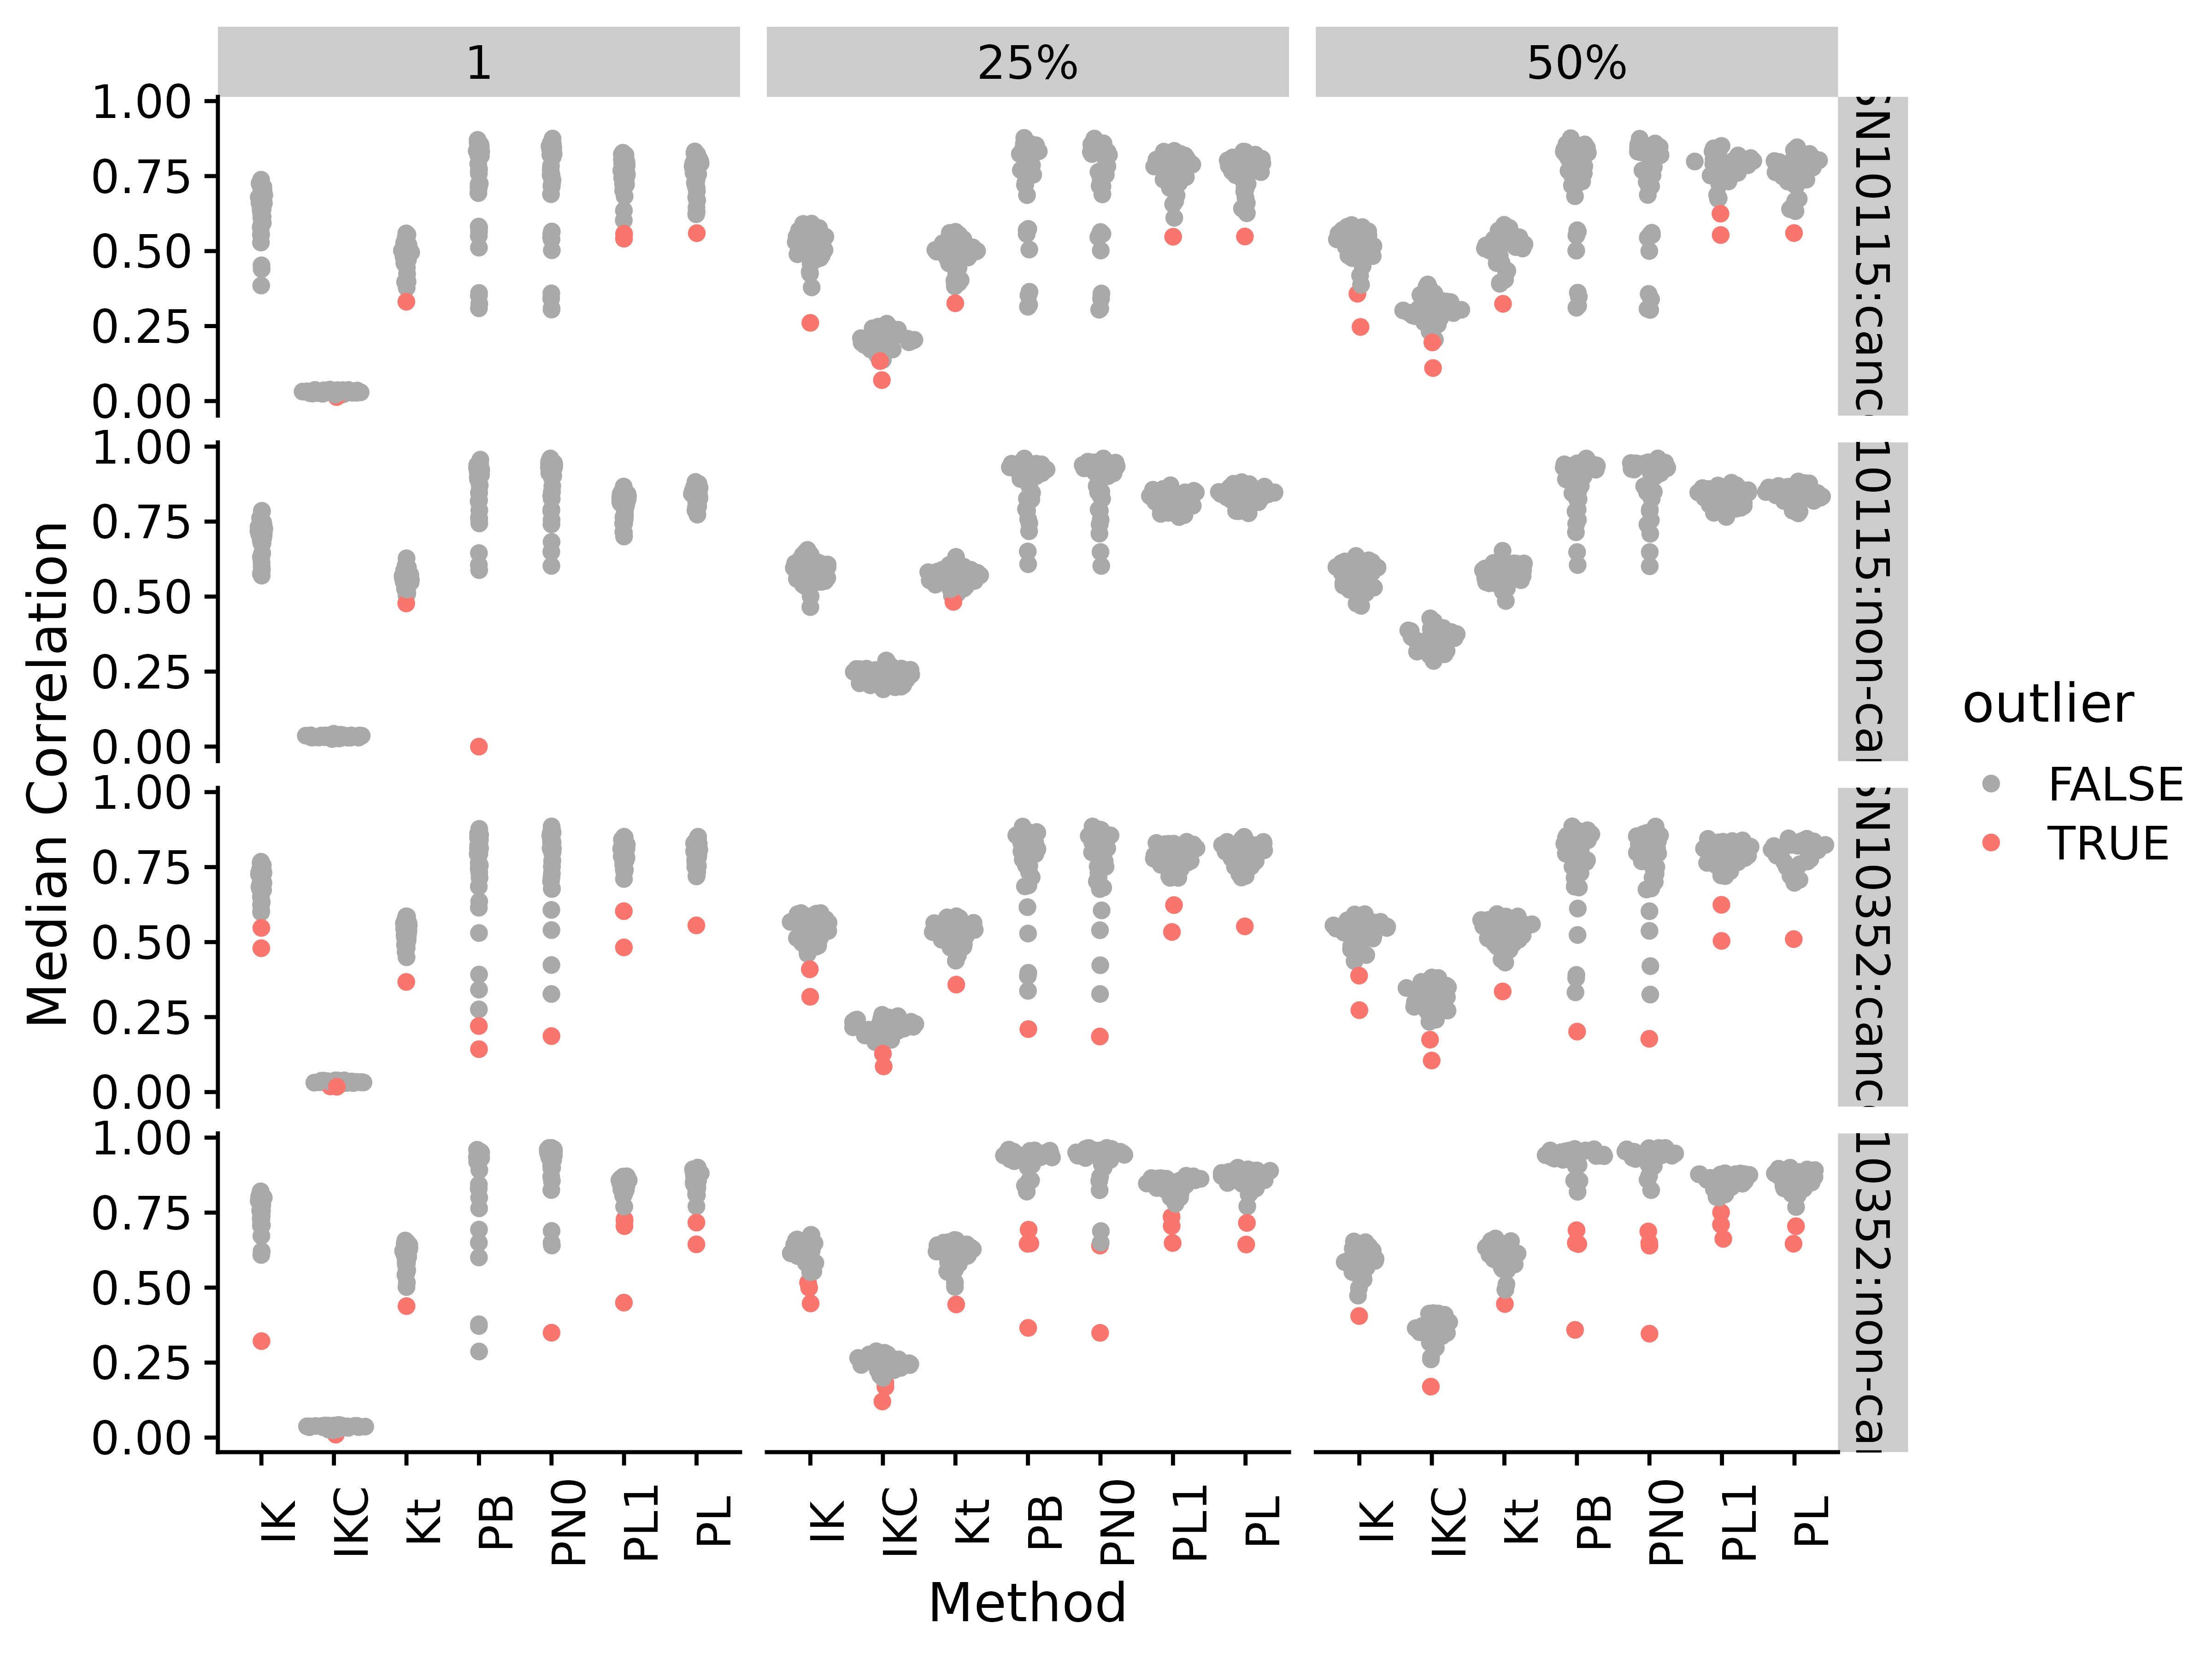 1 25% 50%
1.00
0.75
0.50
0.25
0.00
N10115:canc
1.00
0.75
0.50
0.25
0.00
10115:non-ca
1.00
0.75
0.50
0.25
0.00
N10352:canc
1.00
0.75
0.50
0.25
0.00
10352:non-ca
Median Correlation
IK IKC Kt PB PN0 PL1 PL IK IKC Kt PB PN0 PL1 PL IK IKC Kt PB PN0 PL1 PL
Method
outlier
FALSE
TRUE